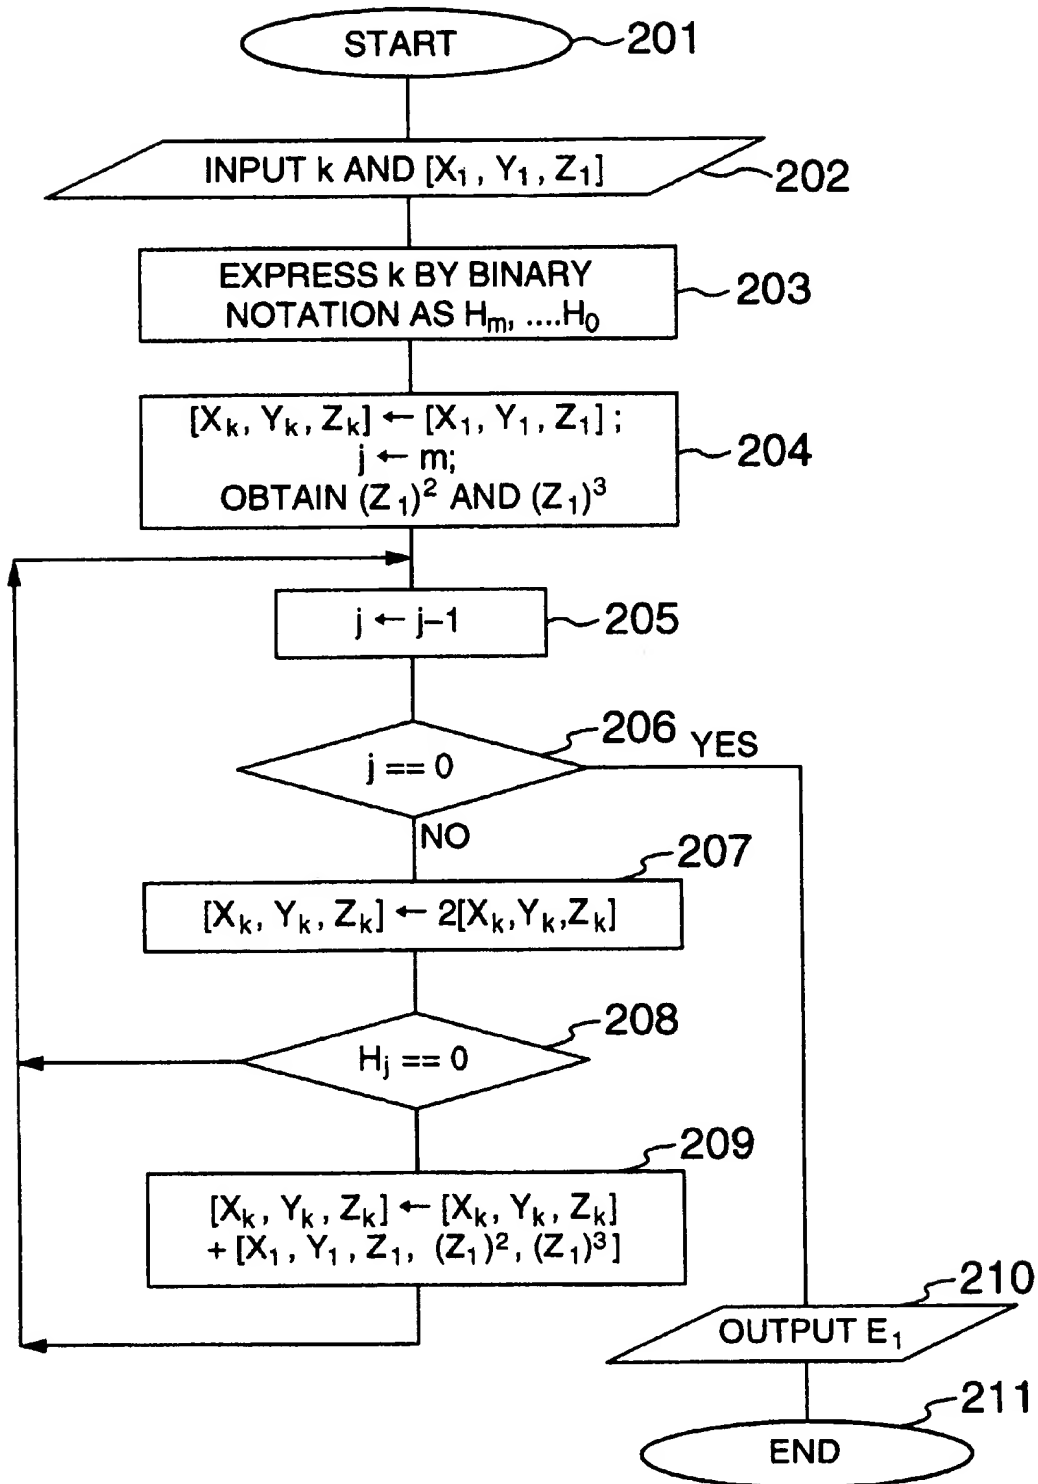 START
201
INPUT k AND [X₁, Y₁, Z₁]
202
EXPRESS k BY BINARY
NOTATION AS Hₘ, ....H₀
203
[Xₖ, Yₖ, Zₖ] ← [X₁, Y₁, Z₁] ;
j ← m;
OBTAIN (Z₁)² AND (Z₁)³
204
j ← j–1
205
206
YES
j == 0
NO
207
[Xₖ, Yₖ, Zₖ] ← 2[Xₖ,Yₖ,Zₖ]
208
Hⱼ == 0
209
[Xₖ, Yₖ, Zₖ] ← [Xₖ, Yₖ, Zₖ]
+ [X₁, Y₁, Z₁, (Z₁)², (Z₁)³]
210
OUTPUT E₁
211
END